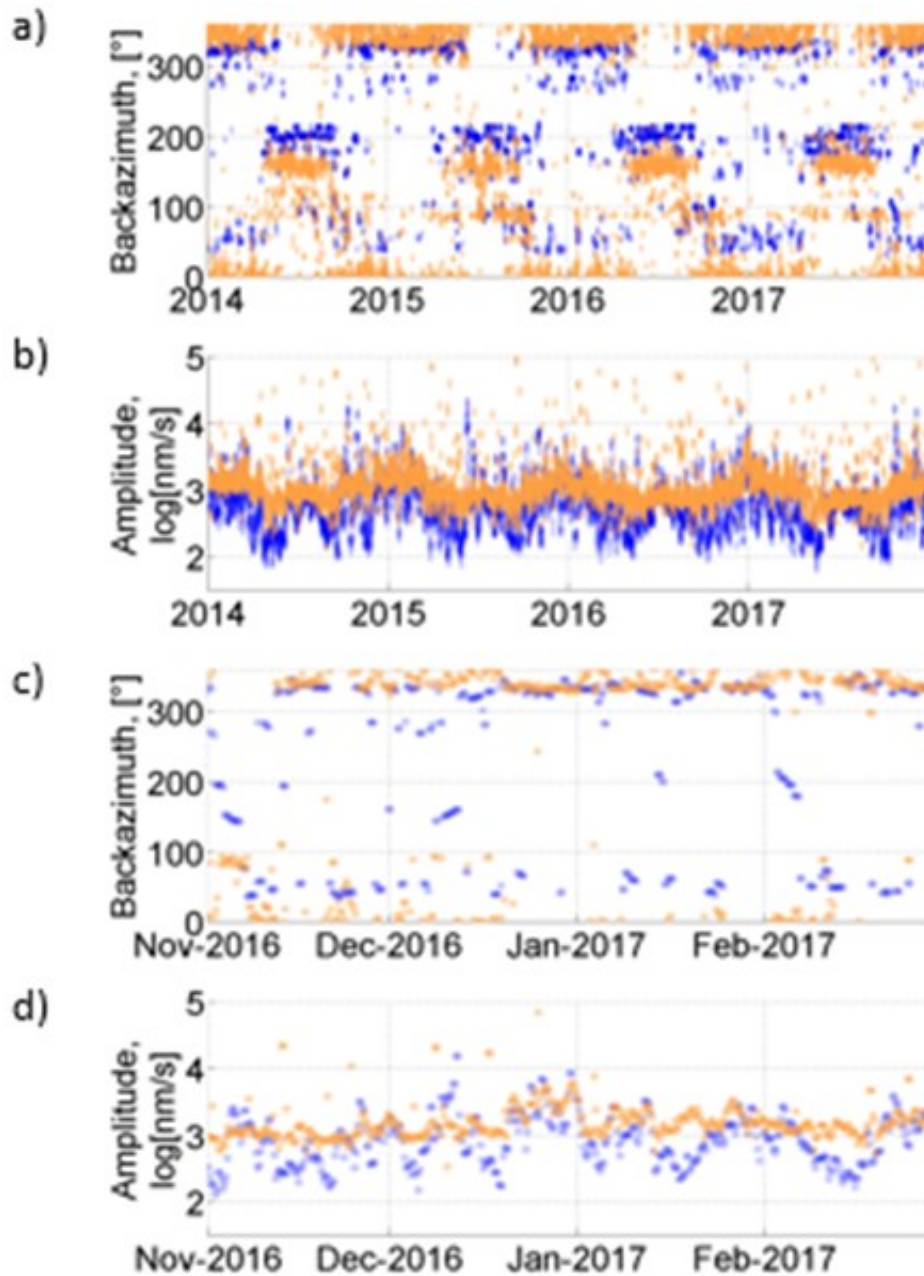 a)
Backazimuth, [°]
300
200
100
0
2014 2015 2016 2017
b)
Amplitude,
log[nm/s]
5
4
3
2
2014 2015 2016 2017
c)
Backazimuth, [°]
300
200
100
0
Nov-2016 Dec-2016 Jan-2017 Feb-2017
d)
Amplitude,
log[nm/s]
5
4
3
2
Nov-2016 Dec-2016 Jan-2017 Feb-2017